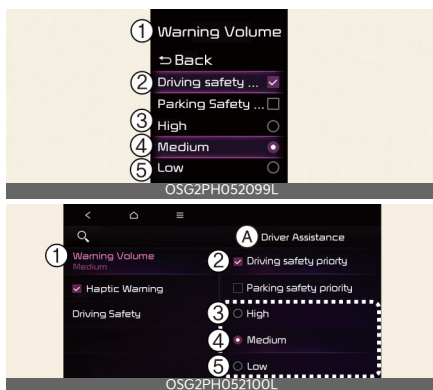 ① Warning Volume
Back
② Driving safety ...
Parking Safety ...
③ High
④ Medium
⑤ Low
OSG2PH052099L
Ⓐ Driver Assistance
① Warning Volume
Medium
② Driving safety priorty
Haptic Warning
Parking safety priority
Driving Safety
③ High
④ Medium
⑤ Low
OSG2PH052100L